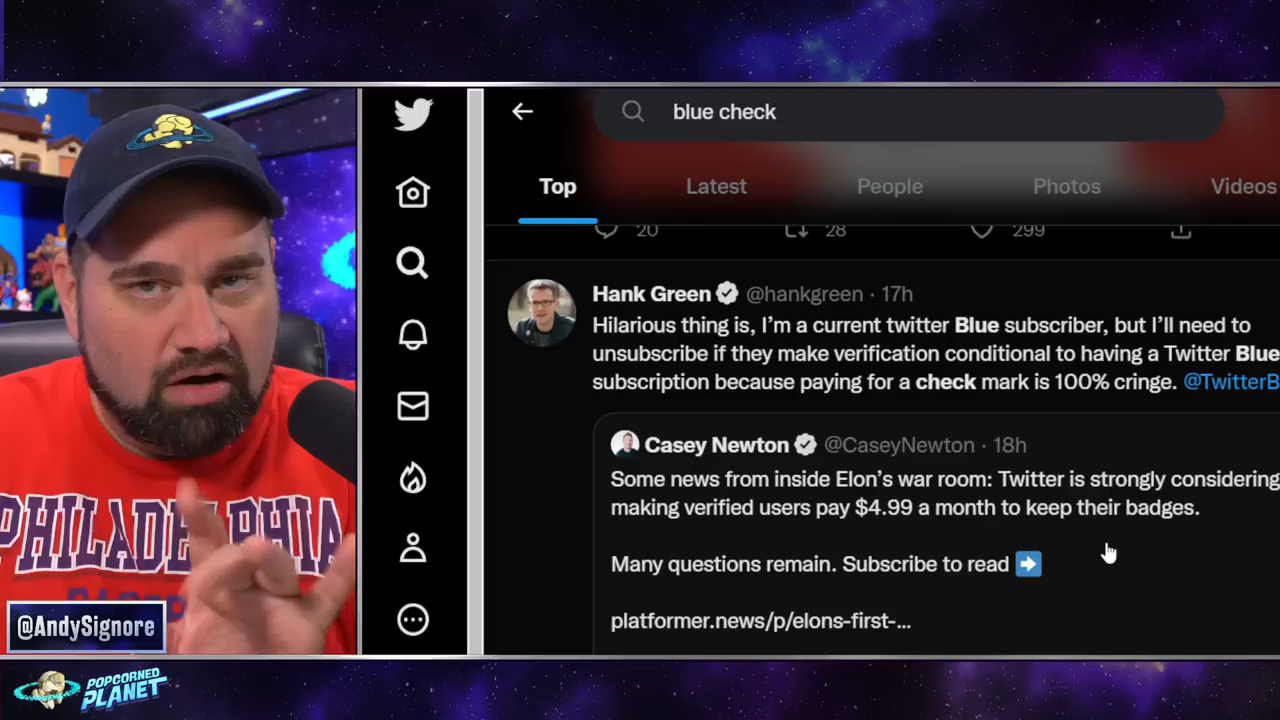 blue check
Top Latest People Photos Videos
20 28 299
Hank Green @hankgreen · 17h
Hilarious thing is, I'm a current twitter Blue subscriber, but I'll need to
unsubscribe if they make verification conditional to having a Twitter Blue
subscription because paying for a check mark is 100% cringe. @TwitterB
Casey Newton @CaseyNewton · 18h
Some news from inside Elon's war room: Twitter is strongly considering
making verified users pay $4.99 a month to keep their badges.
Many questions remain. Subscribe to read ➡️
platformer.news/p/elons-first-...
PHILADELPHIA
@AndySignore
POPCORNED
PLANET